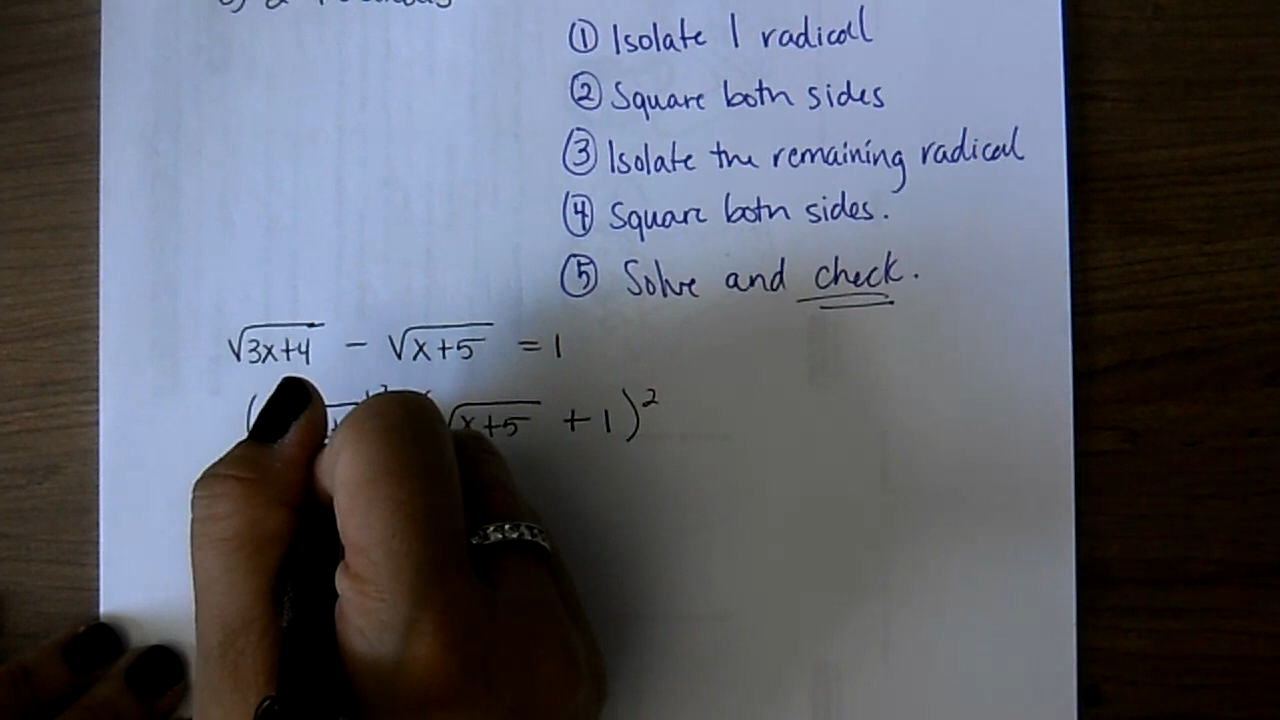 ① Isolate 1 radical
② Square both sides
③ Isolate the remaining radical
④ Square both sides.
⑤ Solve and check.
√3x+4 - √x+5 = 1
( √x+5 + 1)²